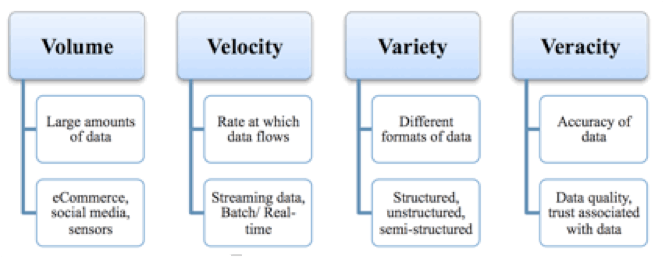 Volume
Large amounts
of data
eCommerce,
social media,
sensors
Velocity
Rate at which
data flows
Streaming data,
Batch/ Real-
time
Variety
Different
formats of data
Structured,
unstructured,
semi-structured
Veracity
Accuracy of
data
Data quality,
trust associated
with data